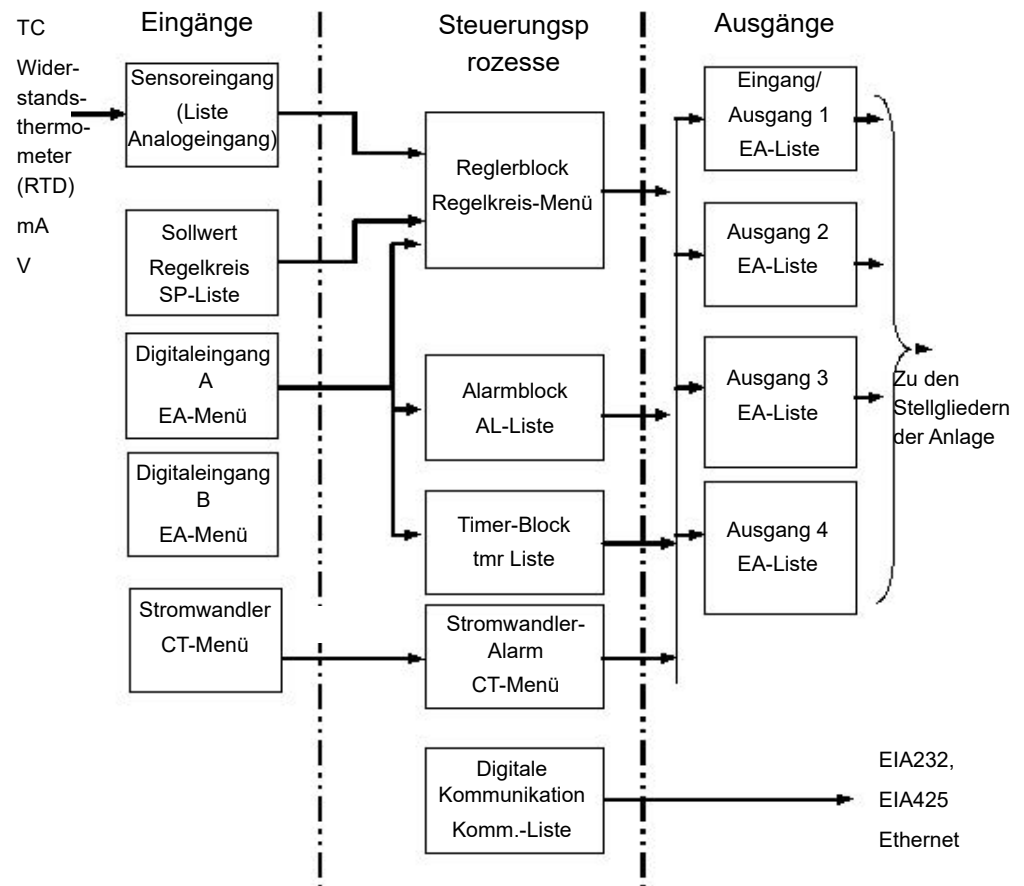 TC
Wider-
stands-
thermo-
meter
(RTD)
mA
V
Eingänge
Sensoreingang
(Liste
Analogeingang)
Sollwert
Regelkreis
SP-Liste
Digitaleingang
A
EA-Menü
Digitaleingang
B
EA-Menü
Stromwandler
CT-Menü
Steuerungsp
rozesse
Reglerblock
Regelkreis-Menü
Alarmblock
AL-Liste
Timer-Block
tmr Liste
Stromwandler-
Alarm
CT-Menü
Digitale
Kommunikation
Komm.-Liste
Ausgänge
Eingang/
Ausgang 1
EA-Liste
Ausgang 2
EA-Liste
Ausgang 3
EA-Liste
Ausgang 4
EA-Liste
Zu den
Stellgliedern
der Anlage
EIA232,
EIA425
Ethernet